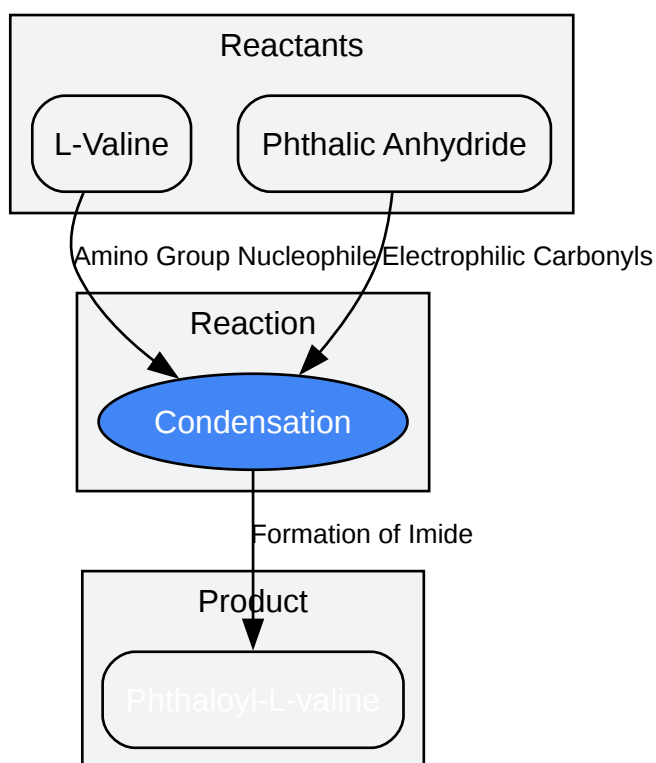 Reactants
L-Valine
Phthalic Anhydride
Amino Group Nucleophile
Electrophilic Carbonyls
Reaction
Condensation
Formation of Imide
Product
Phthaloyl-L-valine